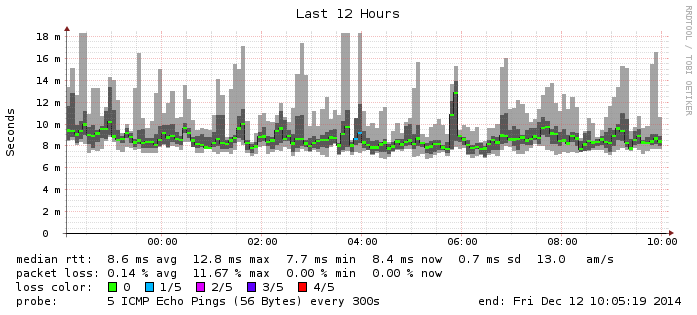 Last 12 Hours
RRDTOOL / TOBI OETIKER
Seconds
18 m
16 m
14 m
12 m
10 m
8 m
6 m
4 m
2 m
0
00:00 02:00 04:00 06:00 08:00 10:00
median rtt: 8.6 ms avg 12.8 ms max 7.7 ms min 8.4 ms now 0.7 ms sd 13.0 am/s
packet loss: 0.14 % avg 11.67 % max 0.00 % min 0.00 % now
loss color: 0 1/5 2/5 3/5 4/5
probe: 5 ICMP Echo Pings (56 Bytes) every 300s end: Fri Dec 12 10:05:19 2014